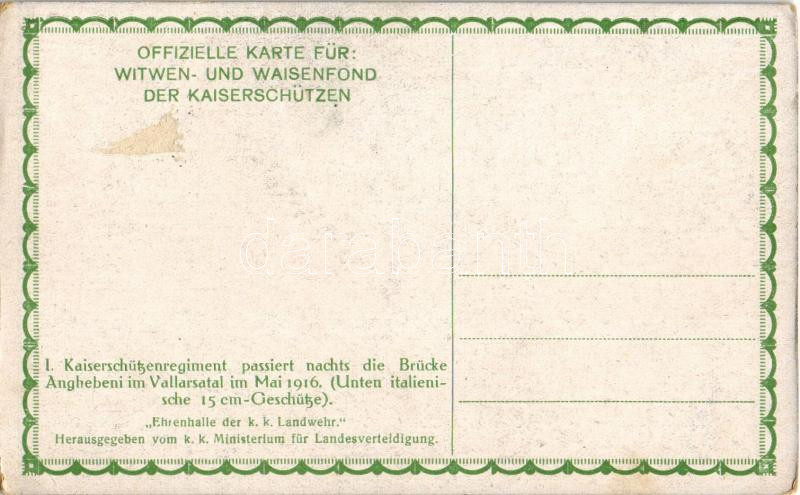 OFFIZIELLE KARTE FÜR:
WITWEN- UND WAISENFOND
DER KAISERSCHÜTZEN
I. Kaiserschützenregiment passiert nachts die Brücke
Anghebeni im Vallarsatal im Mai 1916. (Unten italieni-
sche 15 cm-Geschütze).
„Ehrenhalle der k. k. Landwehr."
Herausgegeben vom k. k. Ministerium für Landesverteidigung.
darabanth